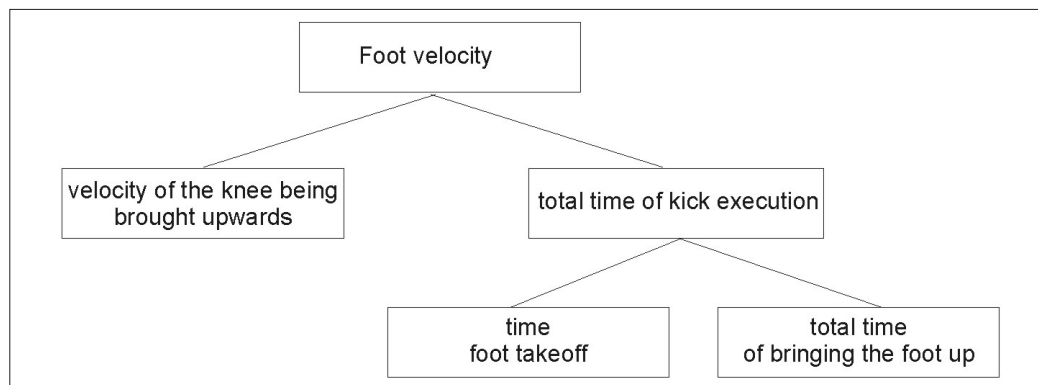 Foot velocity
velocity of the knee being
brought upwards
total time of kick execution
time
foot takeoff
total time
of bringing the foot up